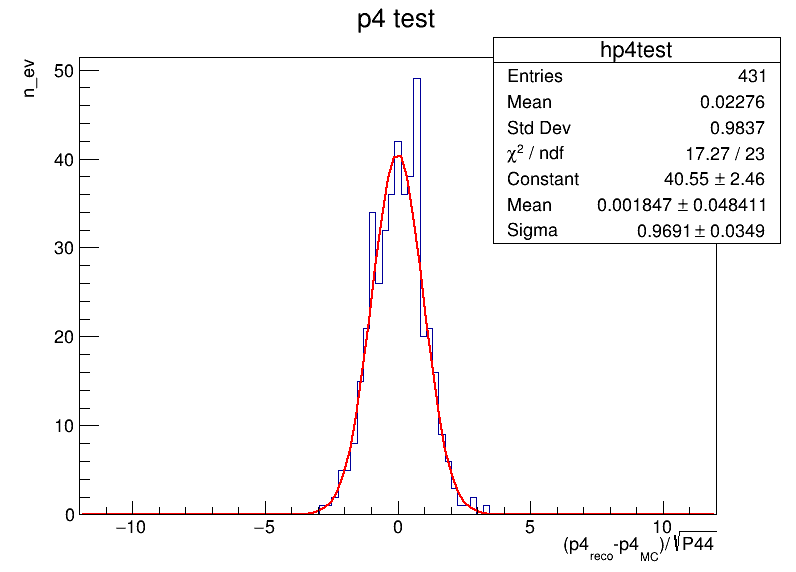 p4 test
hp4test
Entries 431
Mean 0.02276
Std Dev 0.9837
χ² / ndf 17.27 / 23
Constant 40.55 ± 2.46
Mean 0.001847 ± 0.048411
Sigma 0.9691 ± 0.0349
n_ev
50
40
30
20
10
0
−10 −5 0 5 10
(p4reco-p4MC)/√P44